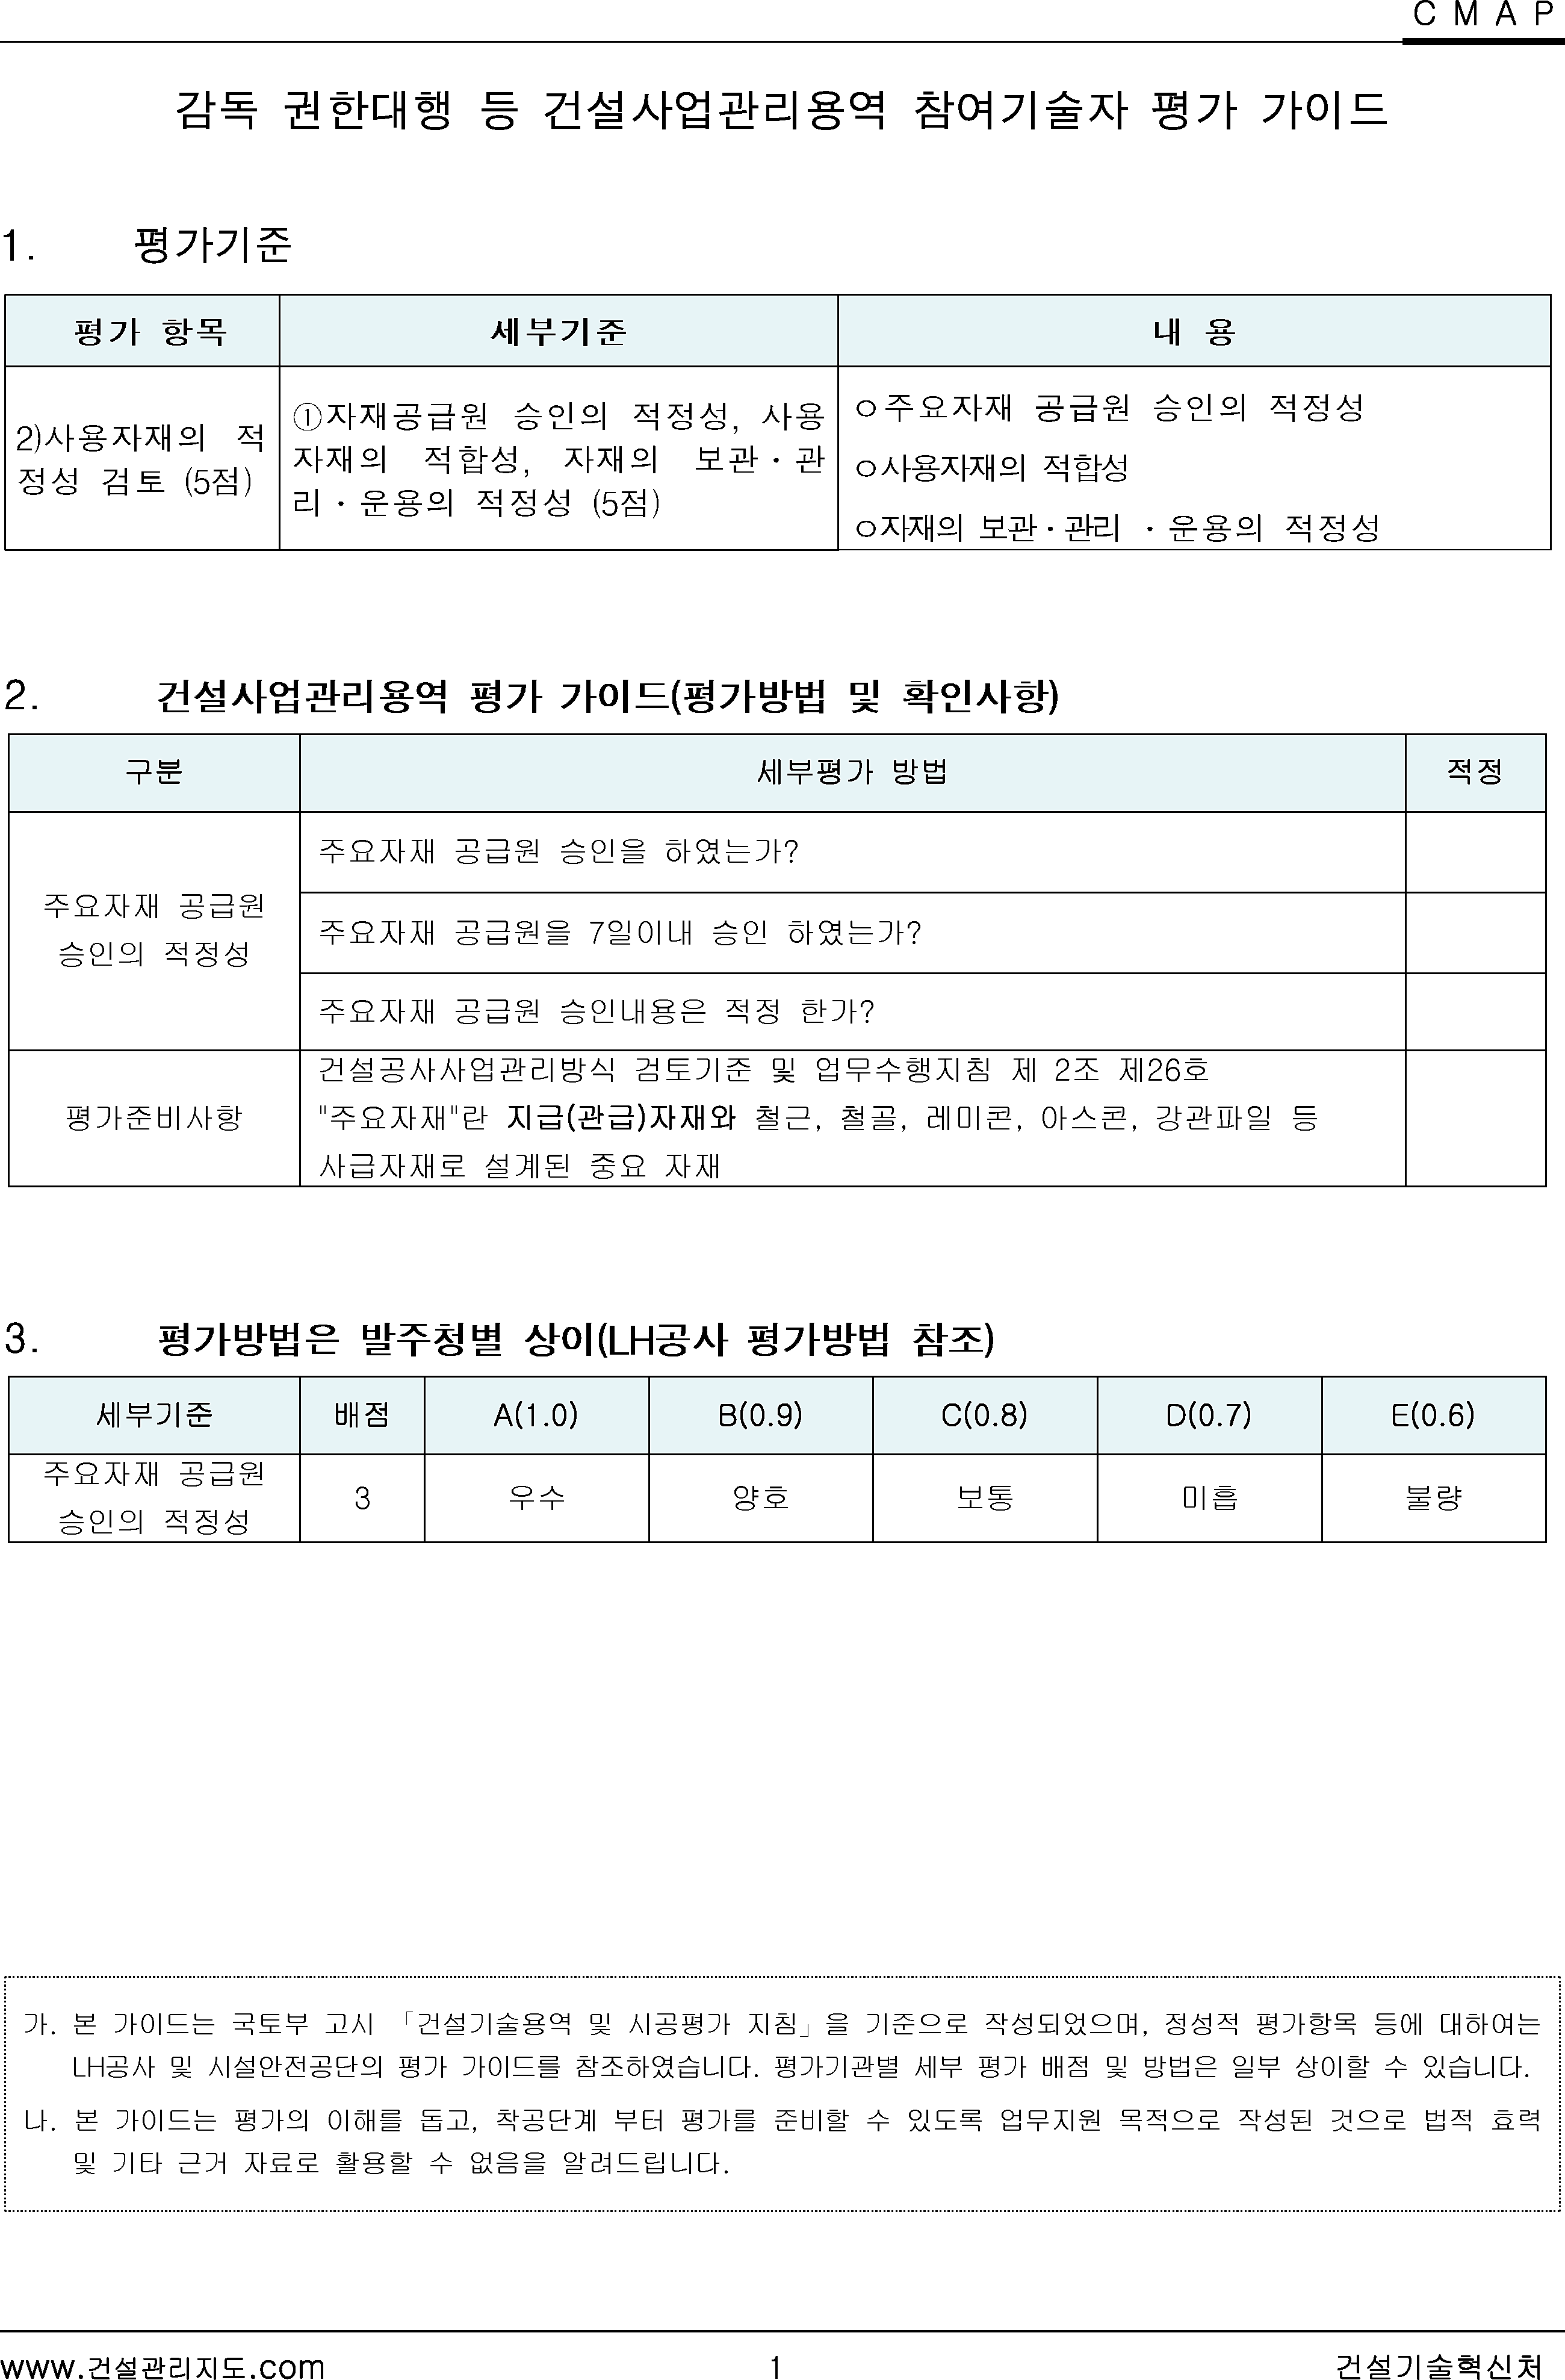 C M A P
감독 권한대행 등 건설사업관리용역 참여기술자 평가 가이드
1. 평가기준
평가 항목 세부기준 내 용
2)사용자재의 적
정성 검토 (5점)
①자재공급원 승인의 적정성, 사용
자재의 적합성, 자재의 보관·관
리·운용의 적정성 (5점)
ㅇ주요자재 공급원 승인의 적정성
ㅇ사용자재의 적합성
ㅇ자재의 보관·관리 ·운용의 적정성
2. 건설사업관리용역 평가 가이드(평가방법 및 확인사항)
구분 세부평가 방법 적정
주요자재 공급원
승인의 적정성
주요자재 공급원 승인을 하였는가?
주요자재 공급원을 7일이내 승인 하였는가?
주요자재 공급원 승인내용은 적정 한가?
평가준비사항
건설공사사업관리방식 검토기준 및 업무수행지침 제 2조 제26호
"주요자재"란 지급(관급)자재와 철근, 철골, 레미콘, 아스콘, 강관파일 등
사급자재로 설계된 중요 자재
3. 평가방법은 발주청별 상이(LH공사 평가방법 참조)
세부기준 배점 A(1.0) B(0.9) C(0.8) D(0.7) E(0.6)
주요자재 공급원
승인의 적정성
3 우수 양호 보통 미흡 불량
가. 본 가이드는 국토부 고시 「건설기술용역 및 시공평가 지침」을 기준으로 작성되었으며, 정성적 평가항목 등에 대하여는
LH공사 및 시설안전공단의 평가 가이드를 참조하였습니다. 평가기관별 세부 평가 배점 및 방법은 일부 상이할 수 있습니다.
나. 본 가이드는 평가의 이해를 돕고, 착공단계 부터 평가를 준비할 수 있도록 업무지원 목적으로 작성된 것으로 법적 효력
및 기타 근거 자료로 활용할 수 없음을 알려드립니다.
www.건설관리지도.com 1 건설기술혁신처